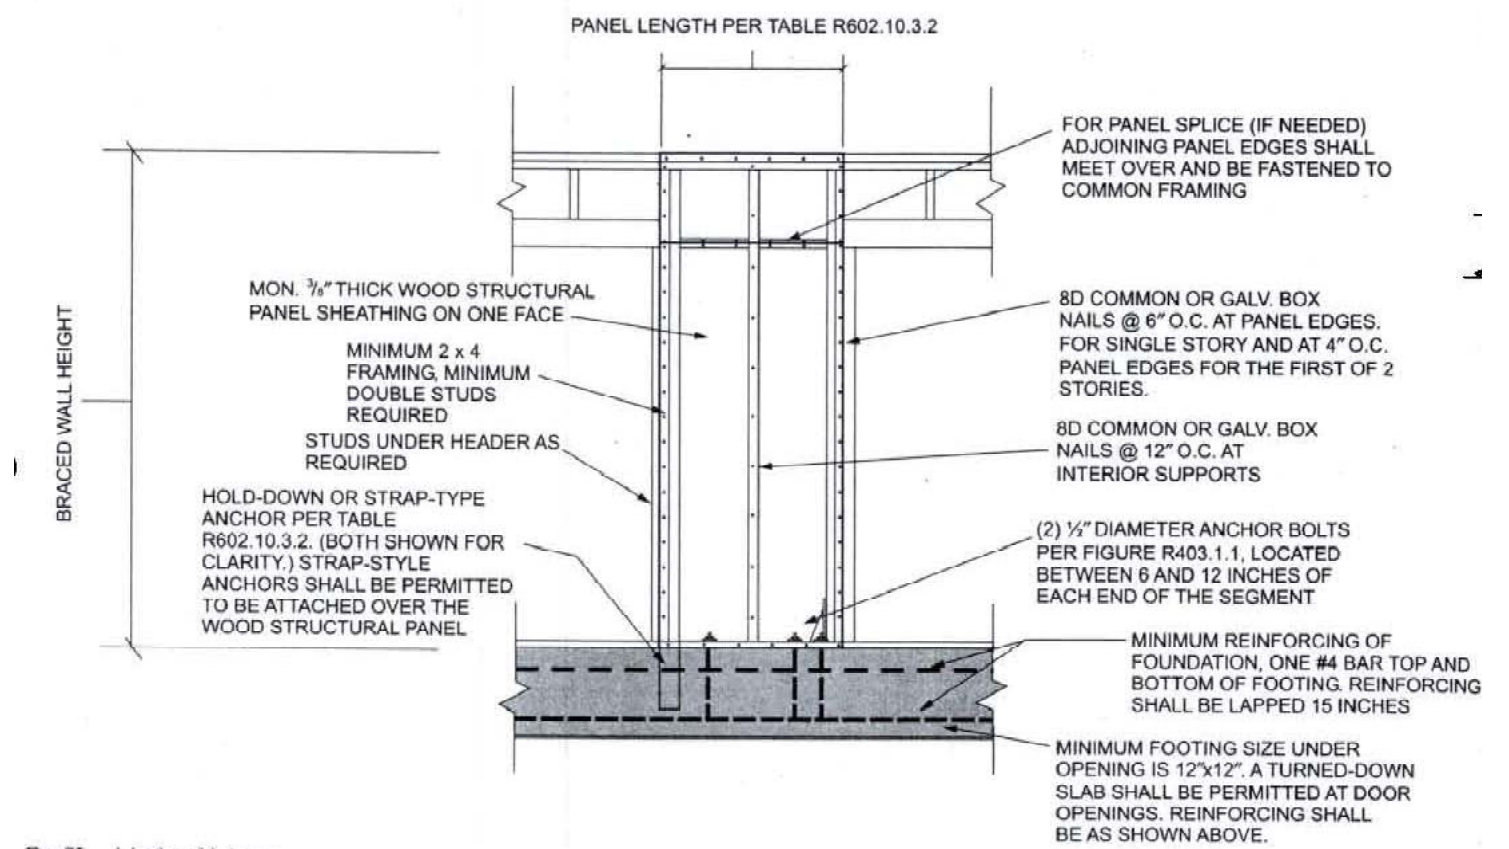 PANEL LENGTH PER TABLE R602.10.3.2
FOR PANEL SPLICE (IF NEEDED)
ADJOINING PANEL EDGES SHALL
MEET OVER AND BE FASTENED TO
COMMON FRAMING
MON. 3/8" THICK WOOD STRUCTURAL
PANEL SHEATHING ON ONE FACE
8D COMMON OR GALV. BOX
NAILS @ 6" O.C. AT PANEL EDGES.
FOR SINGLE STORY AND AT 4" O.C.
PANEL EDGES FOR THE FIRST OF 2
STORIES.
MINIMUM 2 x 4
FRAMING, MINIMUM
DOUBLE STUDS
REQUIRED
BRACED WALL HEIGHT
STUDS UNDER HEADER AS
REQUIRED
8D COMMON OR GALV. BOX
NAILS @ 12" O.C. AT
INTERIOR SUPPORTS
HOLD-DOWN OR STRAP-TYPE
ANCHOR PER TABLE
R602.10.3.2. (BOTH SHOWN FOR
CLARITY.) STRAP-STYLE
ANCHORS SHALL BE PERMITTED
TO BE ATTACHED OVER THE
WOOD STRUCTURAL PANEL
(2) ½" DIAMETER ANCHOR BOLTS
PER FIGURE R403.1.1, LOCATED
BETWEEN 6 AND 12 INCHES OF
EACH END OF THE SEGMENT
MINIMUM REINFORCING OF
FOUNDATION, ONE #4 BAR TOP AND
BOTTOM OF FOOTING. REINFORCING
SHALL BE LAPPED 15 INCHES
MINIMUM FOOTING SIZE UNDER
OPENING IS 12"x12". A TURNED-DOWN
SLAB SHALL BE PERMITTED AT DOOR
OPENINGS. REINFORCING SHALL
BE AS SHOWN ABOVE.